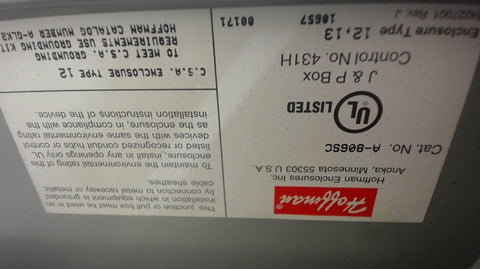 Hoffman®
Hoffman Enclosures Inc.
Anoka, Minnesota 55303 U.S.A.
Cat. No. A-806SC
UL LISTED
J & P Box
Control No. 431H
Enclosure Type 12,13
10657 00171
84227001 Rev. J
This junction or pull box must be used in an
installation in which equipment is grounded
by connection to metal raceway or metallic
cable sheathes.
To maintain the environmental rating of this
enclosure, install in any openings only UL
listed or recognized conduit hubs or
devices with the same environmental rating
as the enclosure, in compliance with the
installation instructions of the device.
C.S.A. ENCLOSURE TYPE 12
TO MEET C.S.A. GROUNDING
REQUIREMENTS USE GROUNDING KIT
HOFFMAN CATALOG NUMBER A-GLK2